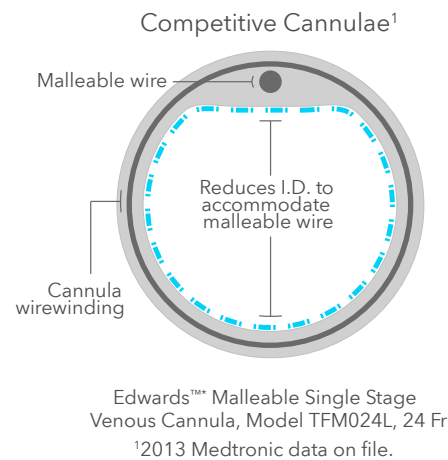 Competitive Cannulae¹
Malleable wire
Reduces I.D. to
accommodate
malleable wire
Cannula
wirewinding
Edwards™* Malleable Single Stage
Venous Cannula, Model TFM024L, 24 Fr
¹2013 Medtronic data on file.